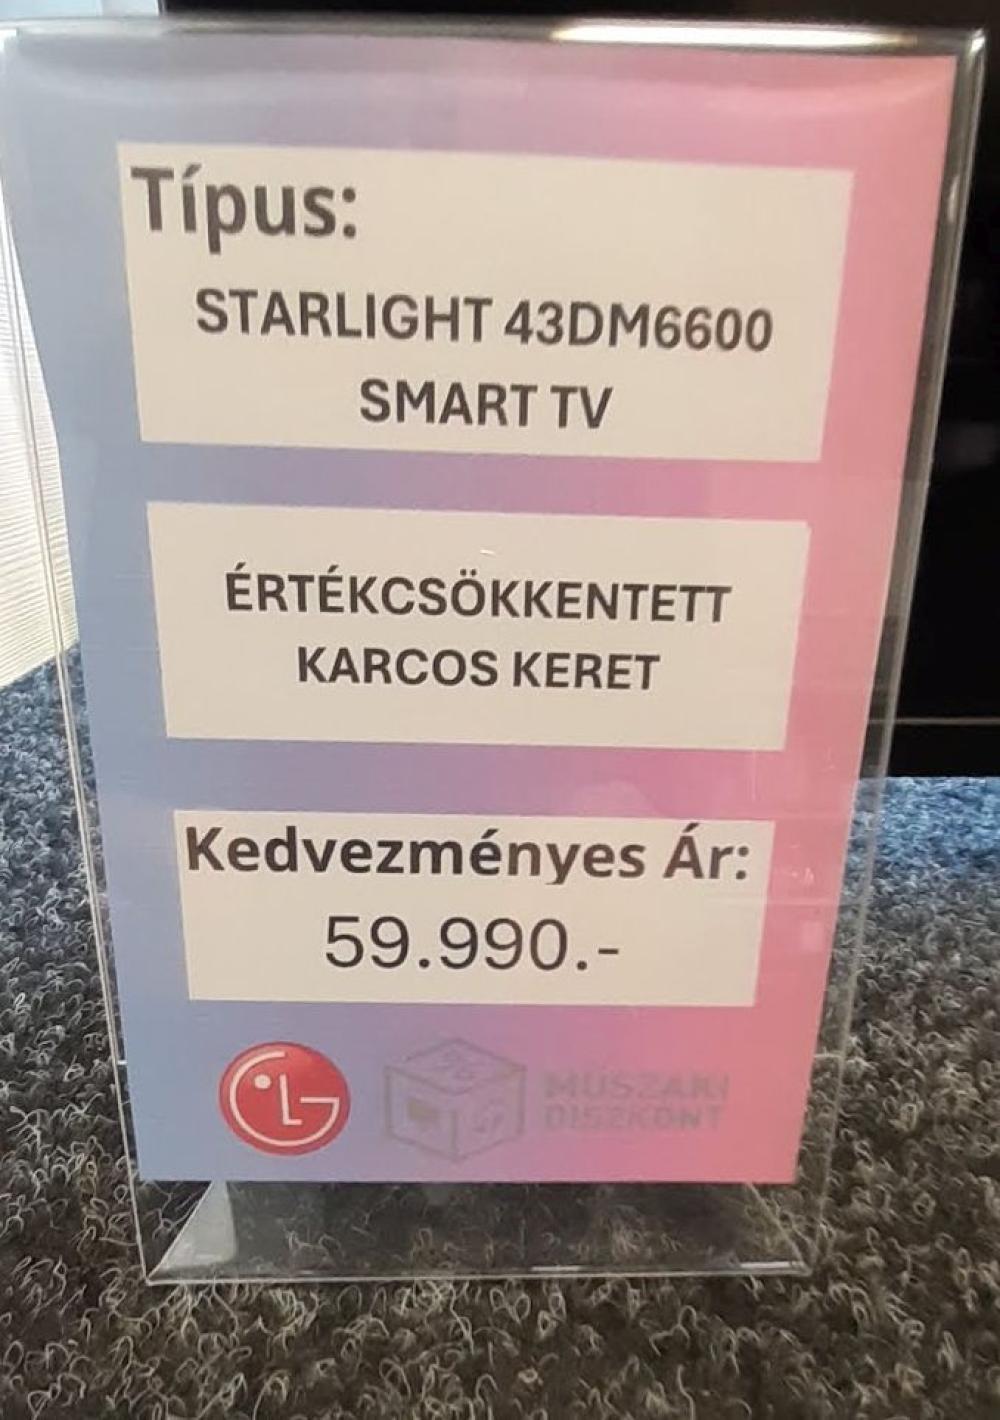 Típus:
STARLIGHT 43DM6600
SMART TV
ÉRTÉKCSÖKKENTETT
KARCOS KERET
Kedvezményes Ár:
59.990.-
LG
MŰSZAKI
DISZKONT